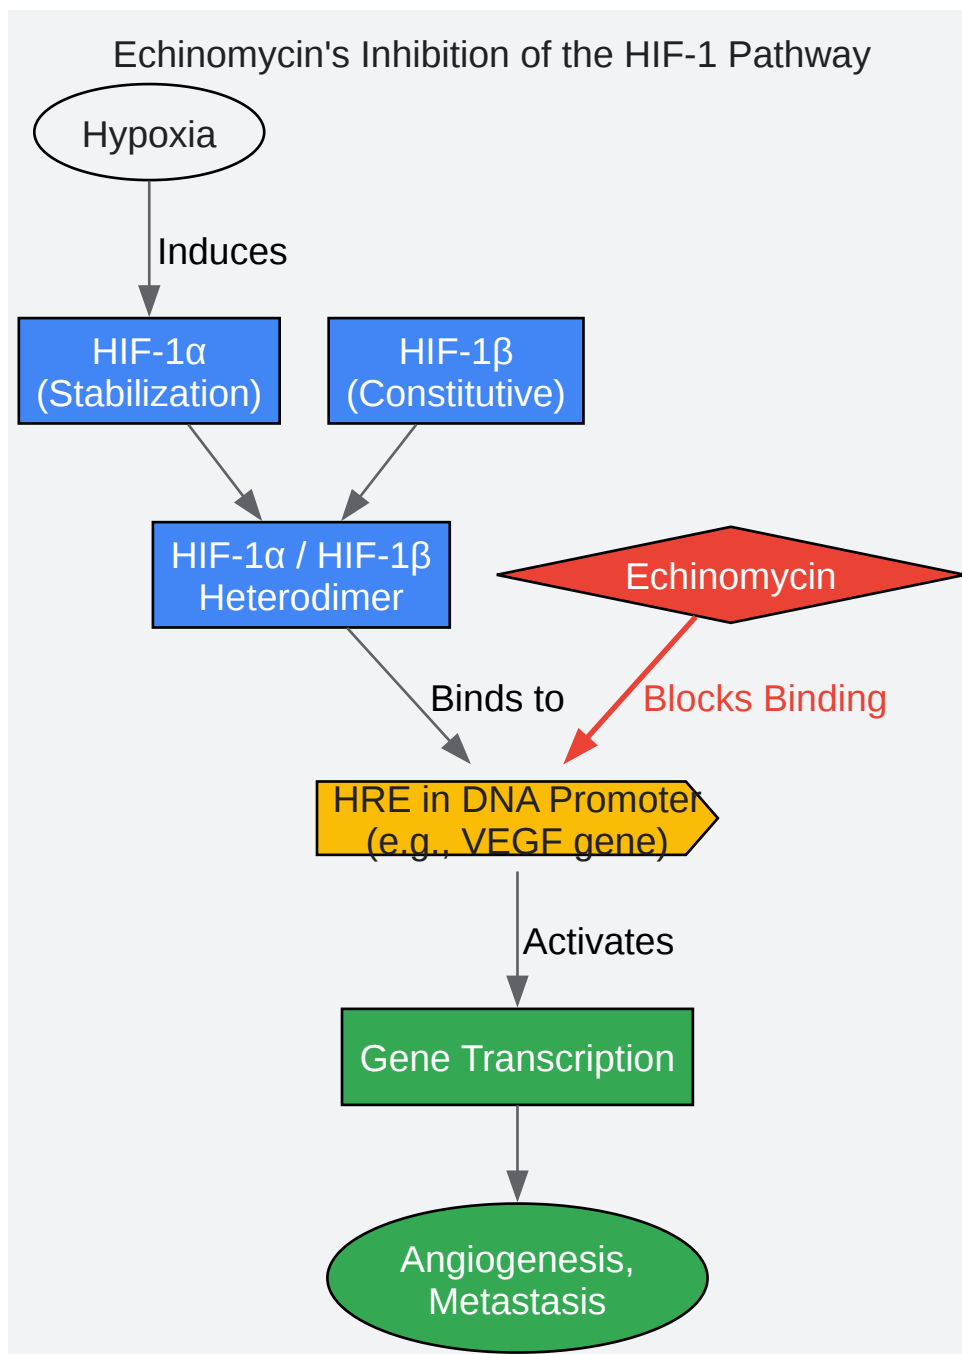 Echinomycin's Inhibition of the HIF-1 Pathway
Hypoxia
Induces
HIF-1α
(Stabilization)
HIF-1β
(Constitutive)
HIF-1α / HIF-1β
Heterodimer
Echinomycin
Binds to
Blocks Binding
HRE in DNA Promoter
(e.g., VEGF gene)
Activates
Gene Transcription
Angiogenesis,
Metastasis